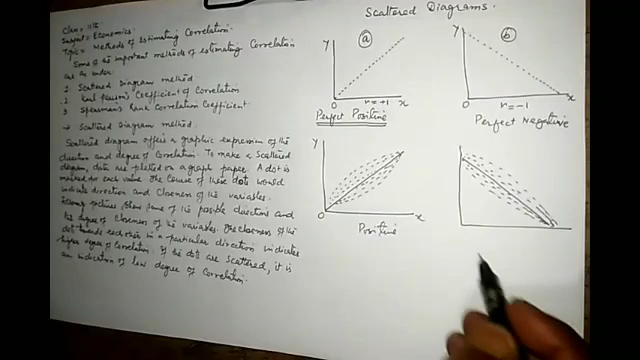 Class = 11th
Subject = Economics
Topic = Methods of Estimating Correlation
Some of the important methods of estimating Correlation
are as under
1. Scattered Diagram method
2. Karl Pearson's Coefficient of Correlation
3. Spearman's Rank Correlation Coefficient
→ Scattered Diagram method
Scattered diagram offers a graphic expression of the
direction and degree of Correlation. To make a Scattered
diagram, dots are plotted on a graph paper. A dot is
marked for each value. The Course of these dots would
indicate direction and Closeness of the variables.
pictures show some of the possible directions and
the degree of closeness of the variables. The closeness of the
dots towards each other in a particular direction indicates
higher degree of Correlation. If the dots are Scattered, it is
an indication of low degree of Correlation.
Scattered Diagrams.
Y
a
O
r = +1
X
Perfect Positive
Y
b
O
r = -1
X
Perfect Negative
Y
O
X
Positive